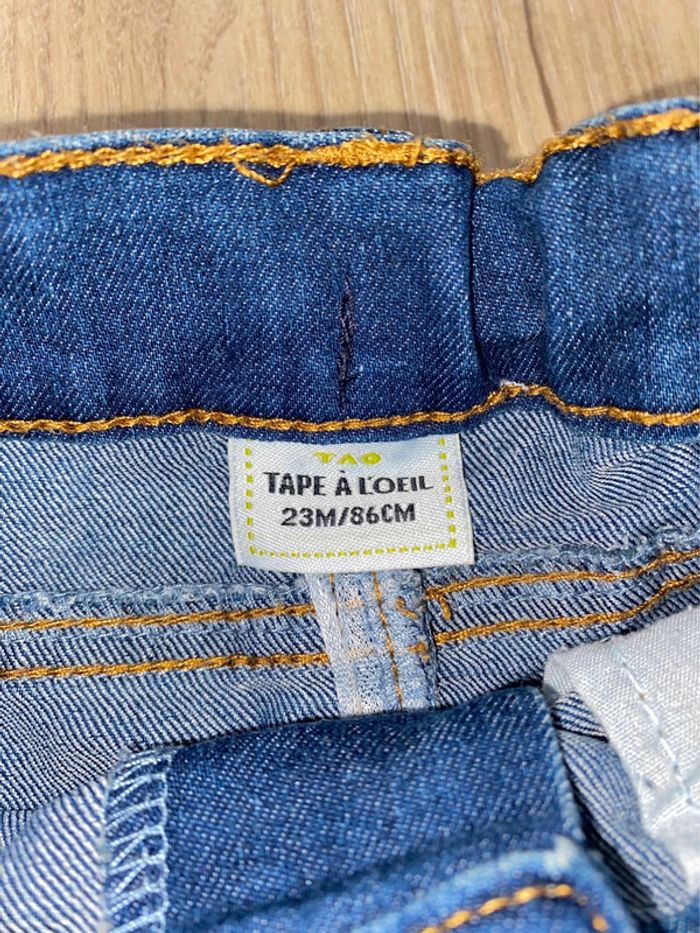 TAO
TAPE À L'OEIL
23M/86CM